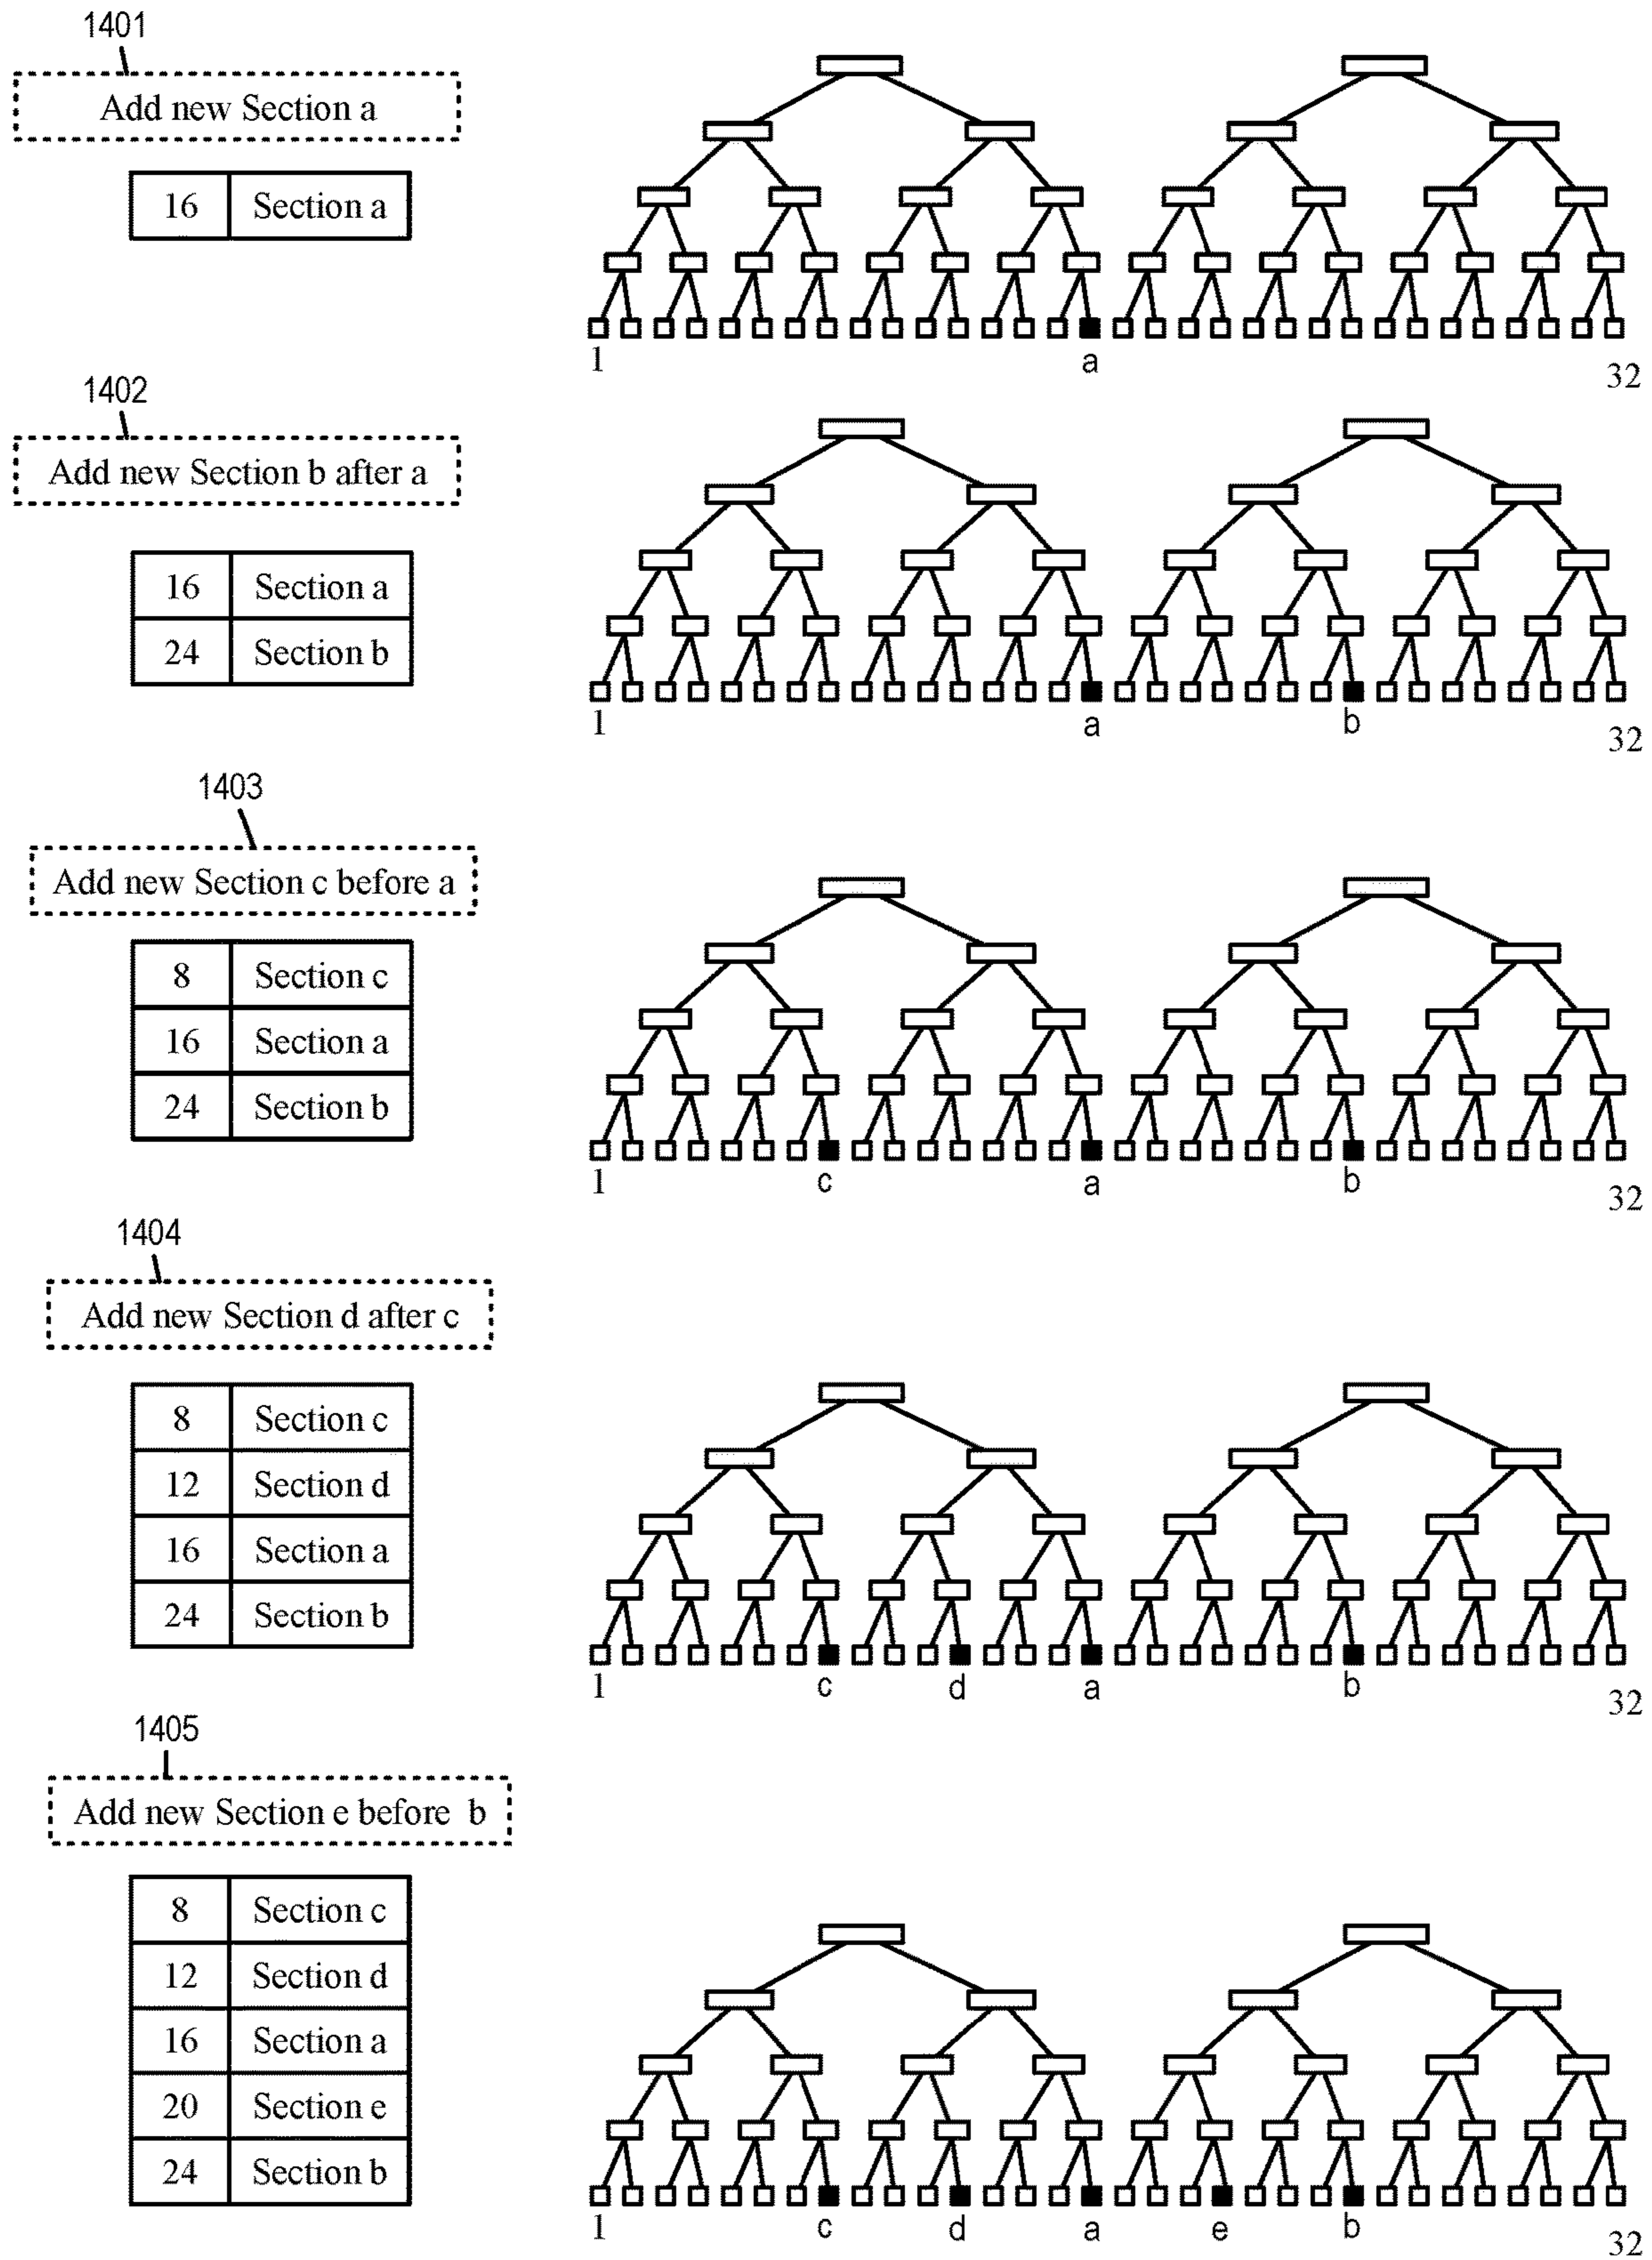 1401
Add new Section a
16 Section a
1 a 32
1402
Add new Section b after a
16 Section a
24 Section b
1 a b 32
1403
Add new Section c before a
8 Section c
16 Section a
24 Section b
1 c a b 32
1404
Add new Section d after c
8 Section c
12 Section d
16 Section a
24 Section b
1 c d a b 32
1405
Add new Section e before b
8 Section c
12 Section d
16 Section a
20 Section e
24 Section b
1 c d a e b 32